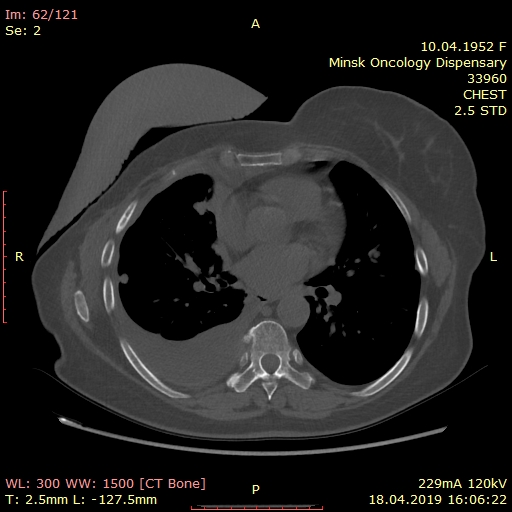 Im: 62/121
Se: 2
A
10.04.1952 F
Minsk Oncology Dispensary
33960
CHEST
2.5 STD
R
L
WL: 300 WW: 1500 [CT Bone]
T: 2.5mm L: -127.5mm
P
229mA 120kV
18.04.2019 16:06:22